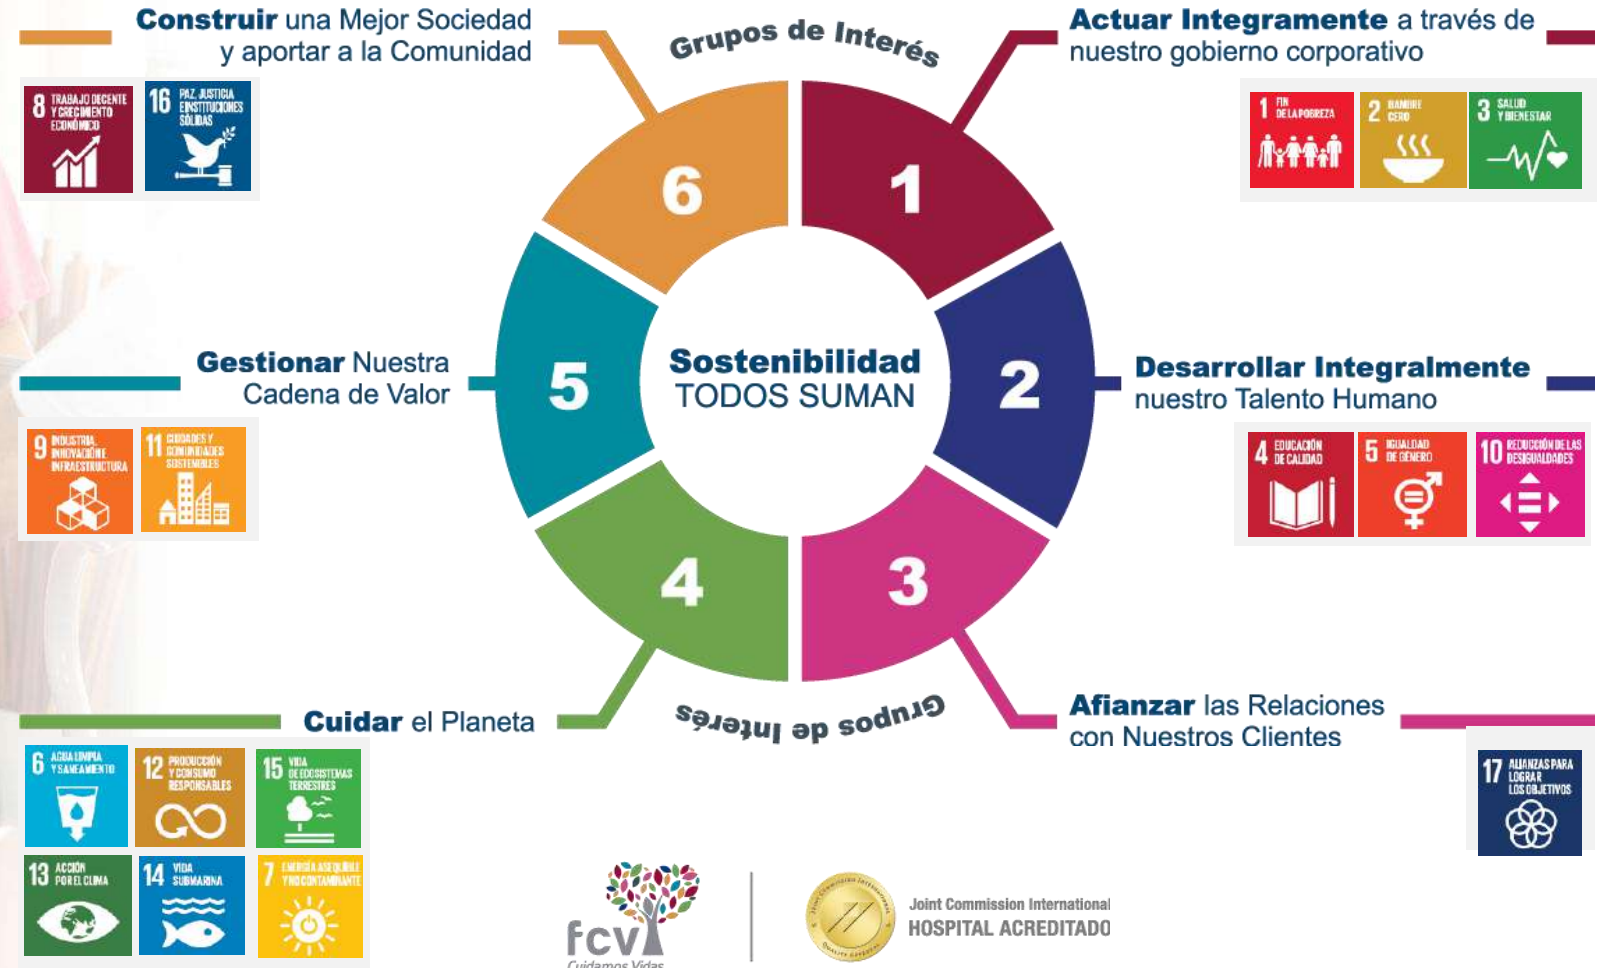 Construir una Mejor Sociedad
y aportar a la Comunidad
8 TRABAJO DECENTE
Y CRECIMIENTO
ECONÓMICO
16 PAZ, JUSTICIA
E INSTITUCIONES
SÓLIDAS
Grupos de Interés
Actuar Integramente a través de
nuestro gobierno corporativo
1 FIN
DE LA POBREZA
2 HAMBRE
CERO
3 SALUD
Y BIENESTAR
6
1
Gestionar Nuestra
Cadena de Valor
9 INDUSTRIA,
INNOVACIÓN E
INFRAESTRUCTURA
11 CIUDADES Y
COMUNIDADES
SOSTENIBLES
5
Sostenibilidad
TODOS SUMAN
2
Desarrollar Integralmente
nuestro Talento Humano
4 EDUCACIÓN
DE CALIDAD
5 IGUALDAD
DE GÉNERO
10 REDUCCIÓN DE LAS
DESIGUALDADES
4
3
Grupos de Interés
Cuidar el Planeta
6 AGUA LIMPIA
Y SANEAMIENTO
12 PRODUCCIÓN
Y CONSUMO
RESPONSABLES
15 VIDA
DE ECOSISTEMAS
TERRESTRES
13 ACCIÓN
POR EL CLIMA
14 VIDA
SUBMARINA
7 ENERGÍA ASEQUIBLE
Y NO CONTAMINANTE
Afianzar las Relaciones
con Nuestros Clientes
17 ALIANZAS PARA
LOGRAR
LOS OBJETIVOS
fcv
Cuidamos Vidas
Joint Commission International
Quality Approval
Joint Commission International
HOSPITAL ACREDITADO